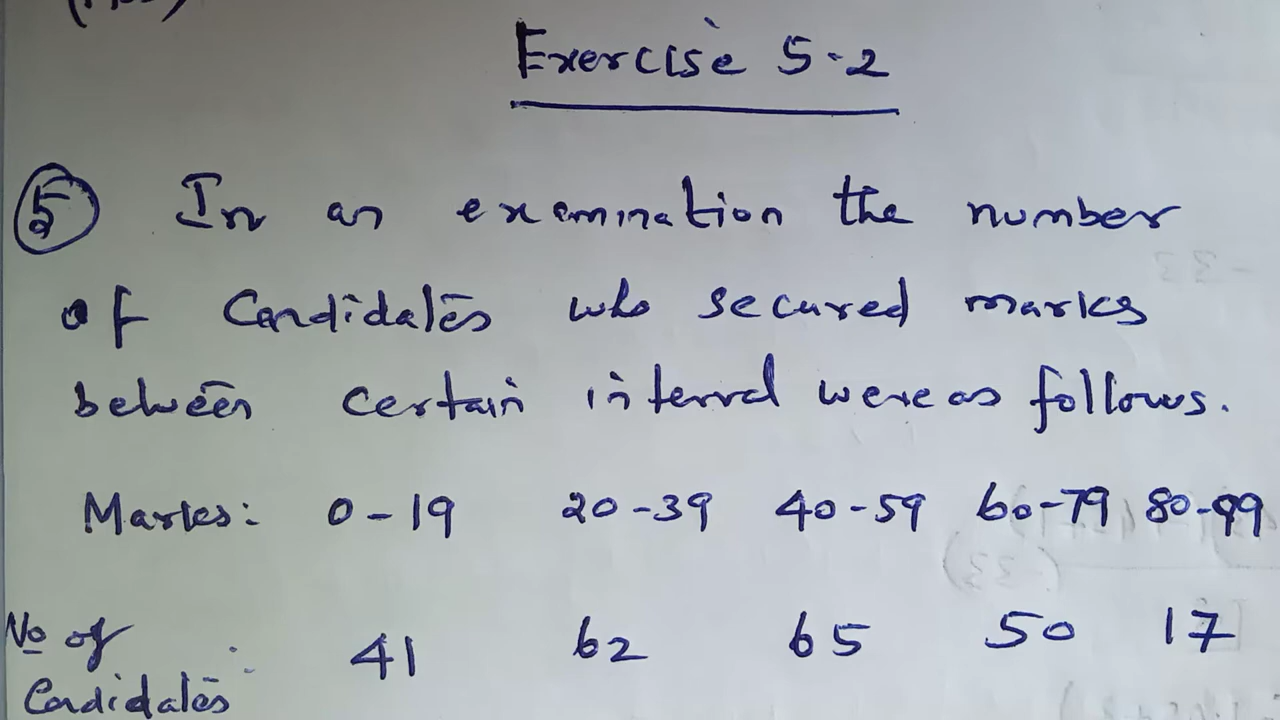 Exercise 5.2
5 In an examination the number
of Candidates who secured marks
between certain interval were as follows.
Marks: 0-19 20-39 40-59 60-79 80-99
No of Candidates : 41 62 65 50 17